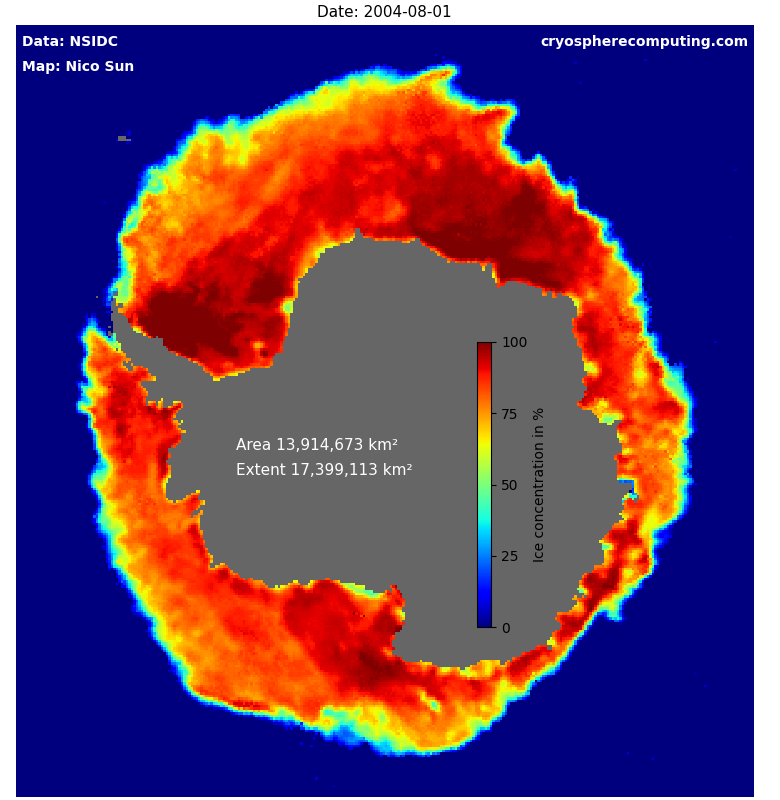 Date: 2004-08-01
Data: NSIDC
cryospherecomputing.com
Map: Nico Sun
100
75
50
25
0
Ice concentration in %
Area 13,914,673 km²
Extent 17,399,113 km²